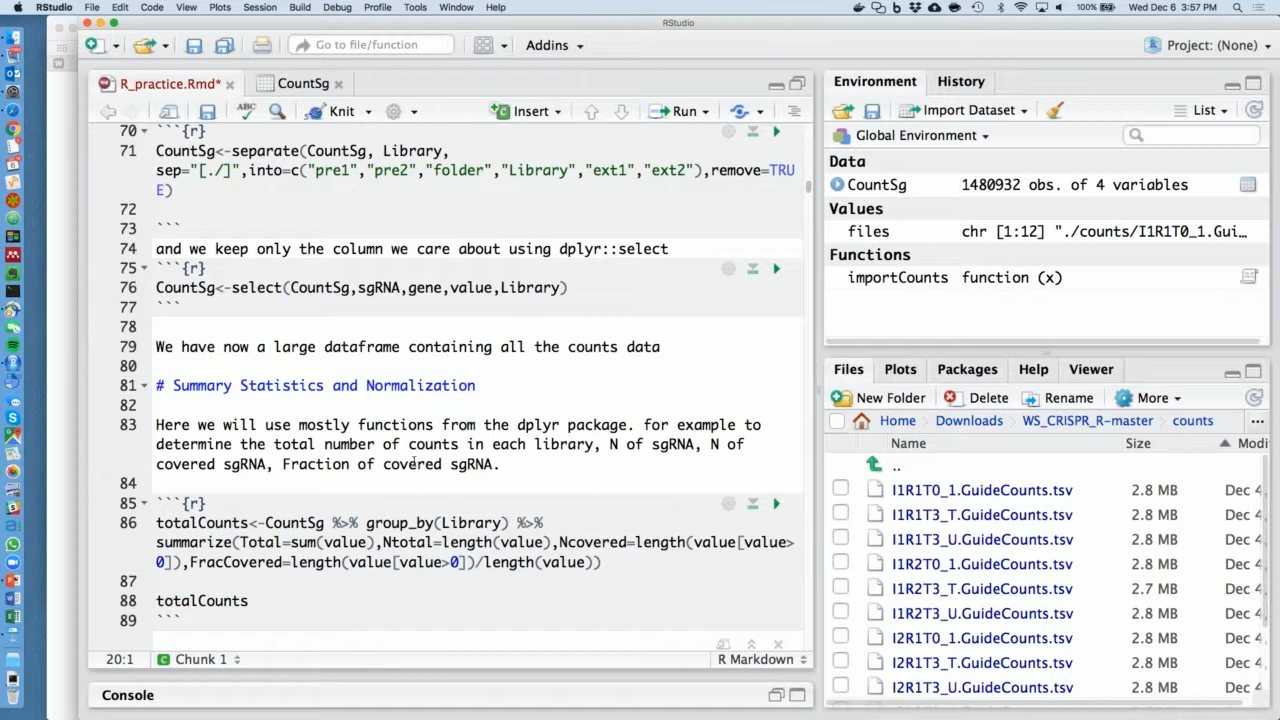 RStudio File Edit Code View Plots Session Build Debug Profile Tools Window Help 100% Wed Dec 6 3:57 PM
RStudio
Go to file/function Addins Project: (None)
R_practice.Rmd* CountSg
Knit Insert Run
70 ```{r}
71 CountSg<-separate(CountSg, Library,
sep="[./]",into=c("pre1","pre2","folder","Library","ext1","ext2"),remove=TRU
E)
72
73 ```
74 and we keep only the column we care about using dplyr::select
75 ```{r}
76 CountSg<-select(CountSg,sgRNA,gene,value,Library)
77 ```
78
79 We have now a large dataframe containing all the counts data
80
81 # Summary Statistics and Normalization
82
83 Here we will use mostly functions from the dplyr package. for example to
determine the total number of counts in each library, N of sgRNA, N of
covered sgRNA, Fraction of covered sgRNA.
84
85 ```{r}
86 totalCounts<-CountSg %>% group_by(Library) %>%
summarize(Total=sum(value),Ntotal=length(value),Ncovered=length(value[value>
0]),FracCovered=length(value[value>0])/length(value))
87
88 totalCounts
89 ```
20:1 Chunk 1 R Markdown
Console
Environment History
Import Dataset List
Global Environment
Data
CountSg 1480932 obs. of 4 variables
Values
files chr [1:12] "./counts/I1R1T0_1.Gui…
Functions
importCounts function (x)
Files Plots Packages Help Viewer
New Folder Delete Rename More
Home Downloads WS_CRISPR_R-master counts ...
Name Size Modi
..
I1R1T0_1.GuideCounts.tsv 2.8 MB Dec 4
I1R1T3_T.GuideCounts.tsv 2.8 MB Dec 4
I1R1T3_U.GuideCounts.tsv 2.8 MB Dec 4
I1R2T0_1.GuideCounts.tsv 2.8 MB Dec 4
I1R2T3_T.GuideCounts.tsv 2.7 MB Dec 4
I1R2T3_U.GuideCounts.tsv 2.8 MB Dec 4
I2R1T0_1.GuideCounts.tsv 2.8 MB Dec 4
I2R1T3_T.GuideCounts.tsv 2.8 MB Dec 4
I2R1T3_U.GuideCounts.tsv 2.8 MB Dec 4